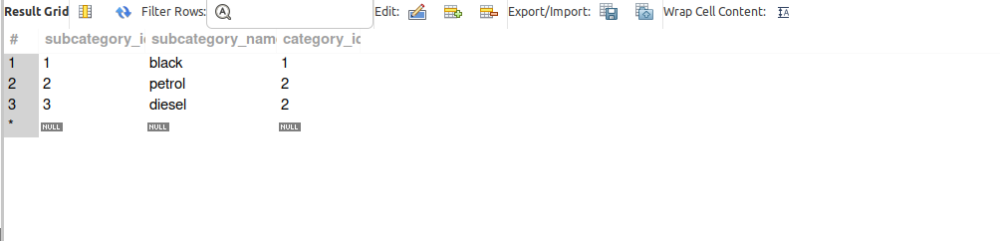 Result Grid Filter Rows: Edit: Export/Import: Wrap Cell Content:
# subcategory_i subcategory_nam category_ic
1 1 black 1
2 2 petrol 2
3 3 diesel 2
* NULL NULL NULL